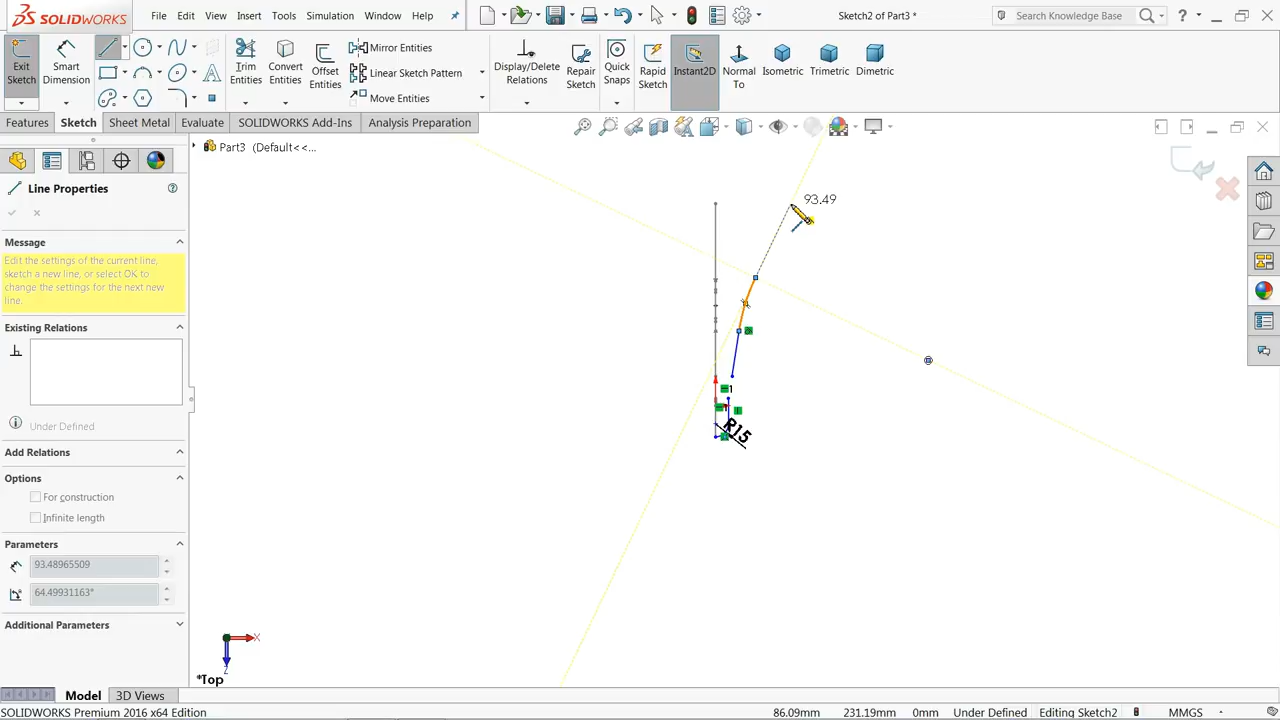 SOLIDWORKS
File Edit View Insert Tools Simulation Window Help
Sketch2 of Part3 *
Search Knowledge Base
Exit Sketch
Smart Dimension
Trim Entities
Convert Entities
Offset Entities
Mirror Entities
Linear Sketch Pattern
Move Entities
Display/Delete Relations
Repair Sketch
Quick Snaps
Rapid Sketch
Instant2D
Normal To
Isometric
Trimetric
Dimetric
Features Sketch Sheet Metal Evaluate SOLIDWORKS Add-Ins Analysis Preparation
Part3 (Default<<...
Line Properties
Message
Edit the settings of the current line,
sketch a new line, or select OK to
change the settings for the next new
line.
Existing Relations
Under Defined
Add Relations
Options
For construction
Infinite length
Parameters
93.48965509
64.49931163°
Additional Parameters
93.49
1
R15
X
Z
*Top
Model 3D Views
SOLIDWORKS Premium 2016 x64 Edition
86.09mm 231.19mm 0mm Under Defined Editing Sketch2 MMGS